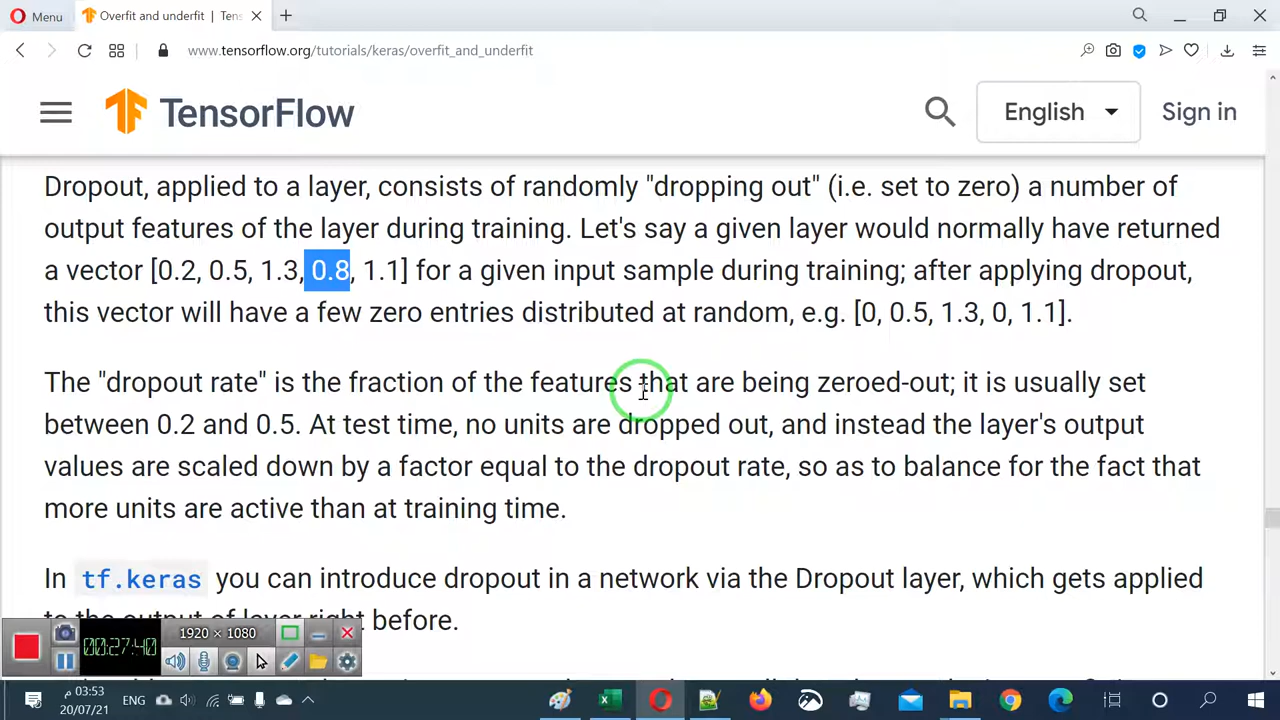 Menu
Overfit and underfit | Tens
www.tensorflow.org/tutorials/keras/overfit_and_underfit
TensorFlow
English
Sign in
Dropout, applied to a layer, consists of randomly "dropping out" (i.e. set to zero) a number of
output features of the layer during training. Let's say a given layer would normally have returned
a vector [0.2, 0.5, 1.3, 0.8, 1.1] for a given input sample during training; after applying dropout,
this vector will have a few zero entries distributed at random, e.g. [0, 0.5, 1.3, 0, 1.1].
The "dropout rate" is the fraction of the features that are being zeroed-out; it is usually set
between 0.2 and 0.5. At test time, no units are dropped out, and instead the layer's output
values are scaled down by a factor equal to the dropout rate, so as to balance for the fact that
more units are active than at training time.
In tf.keras you can introduce dropout in a network via the Dropout layer, which gets applied
to the output of layer right before.
1920 × 1080
00:27:40
03:53 م
ENG
20/07/21